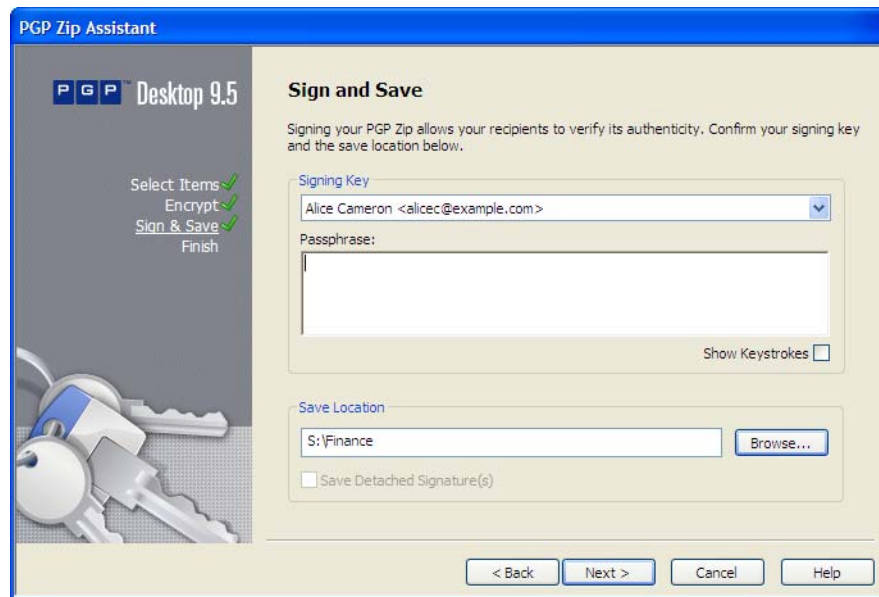 PGP Zip Assistant
PGP™ Desktop 9.5
Select Items
Encrypt
Sign & Save
Finish
Sign and Save
Signing your PGP Zip allows your recipients to verify its authenticity. Confirm your signing key
and the save location below.
Signing Key
Alice Cameron <alicec@example.com>
Passphrase:
Show Keystrokes
Save Location
S:\Finance
Browse...
Save Detached Signature(s)
< Back
Next >
Cancel
Help